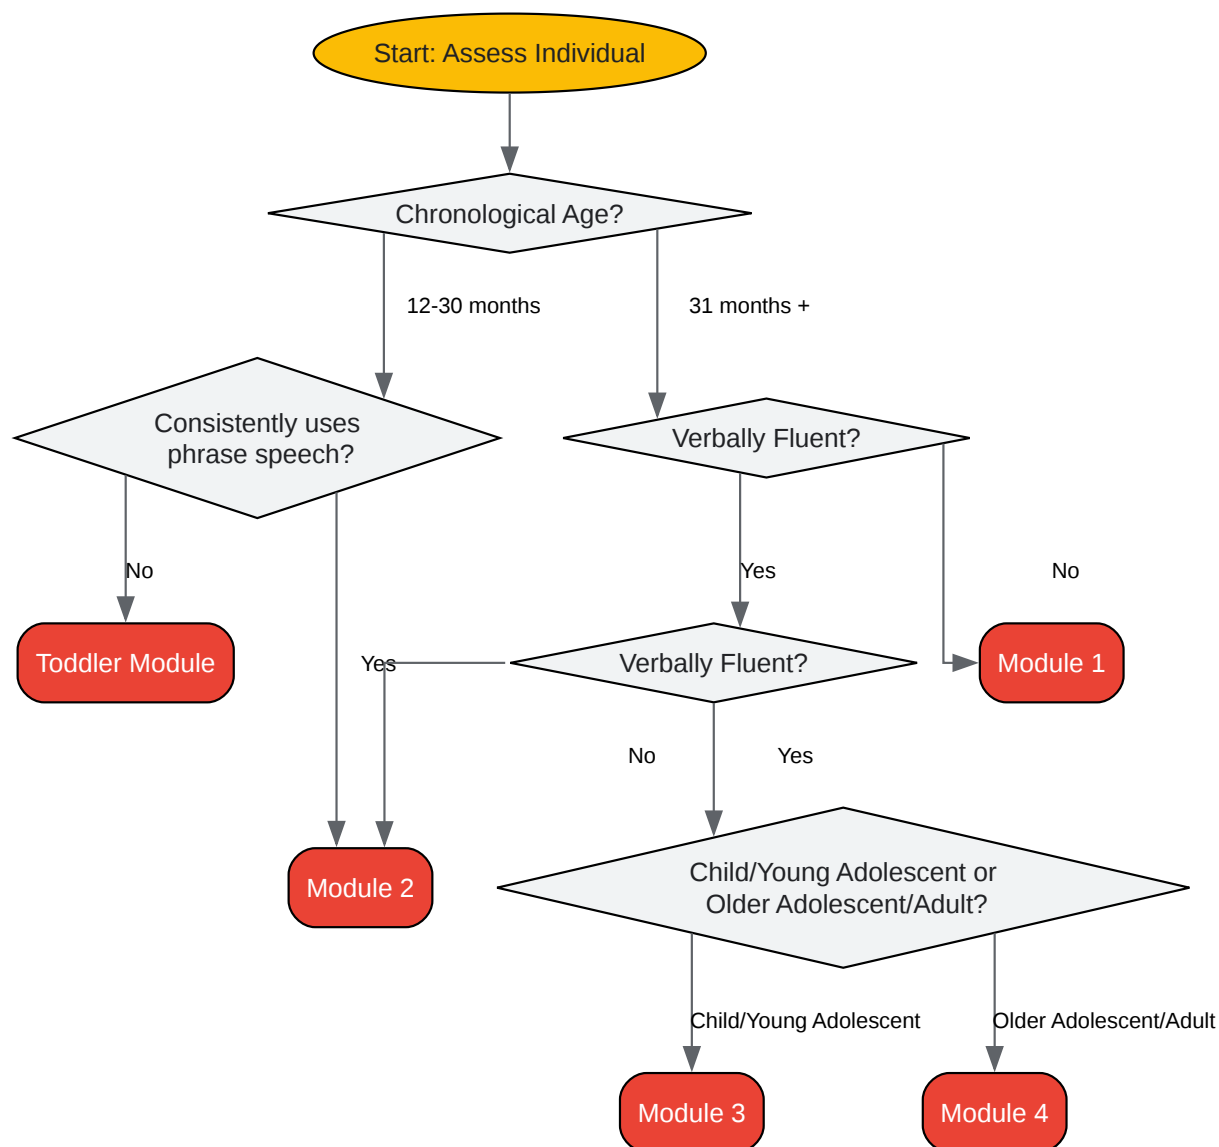 Start: Assess Individual
Chronological Age?
12-30 months
31 months +
Consistently uses
phrase speech?
Verbally Fluent?
No
Yes
No
Toddler Module
Yes
Verbally Fluent?
Module 1
No
Yes
Module 2
Child/Young Adolescent or
Older Adolescent/Adult?
Child/Young Adolescent
Older Adolescent/Adult
Module 3
Module 4